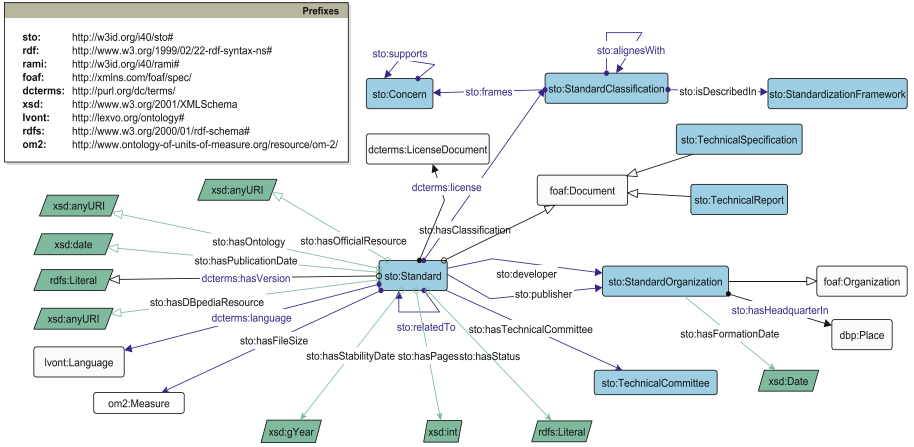 Prefixes
sto: http://w3id.org/i40/sto#
rdf: http://www.w3.org/1999/02/22-rdf-syntax-ns#
rami: http://w3id.org/i40/rami#
foaf: http://xmlns.com/foaf/spec/
dcterms: http://purl.org/dc/terms/
xsd: http://www.w3.org/2001/XMLSchema
lvont: http://lexvo.org/ontology#
rdfs: http://www.w3.org/2000/01/rdf-schema#
om2: http://www.ontology-of-units-of-measure.org/resource/om-2/
sto:supports
sto:alignesWith
sto:Concern
sto:frames
sto:StandardClassification
sto:isDescribedIn
sto:StandardizationFramework
dcterms:LicenseDocument
sto:TechnicalSpecification
dcterms:license
foaf:Document
sto:TechnicalReport
xsd:anyURI
xsd:anyURI
sto:hasClassification
sto:hasOntology
sto:hasOfficialResource
xsd:date
sto:hasPublicationDate
rdfs:Literal
dcterms:hasVersion
sto:Standard
sto:developer
sto:publisher
sto:StandardOrganization
foaf:Organization
sto:hasDBpediaResource
xsd:anyURI
dcterms:language
sto:relatedTo
sto:hasHeadquarterIn
sto:hasTechnicalCommittee
sto:hasFormationDate
dbp:Place
sto:hasFileSize
lvont:Language
sto:hasStabilityDate
sto:hasPages
sto:hasStatus
sto:TechnicalCommittee
xsd:Date
om2:Measure
xsd:gYear
xsd:int
rdfs:Literal